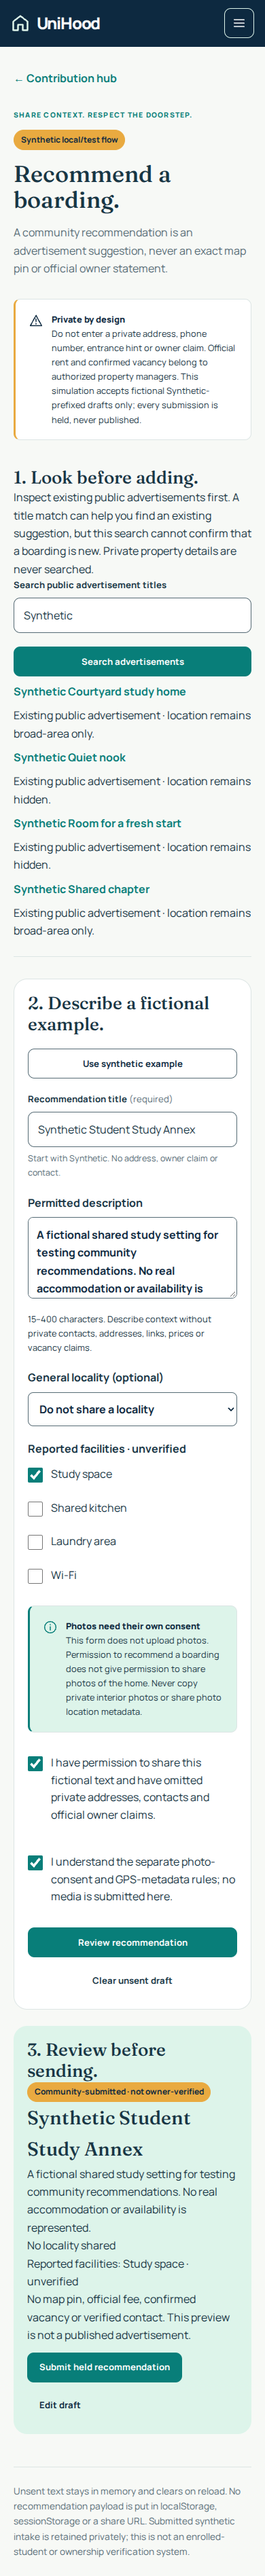 UniHood
← Contribution hub
SHARE CONTEXT. RESPECT THE DOORSTEP.
Synthetic local/test flow
Recommend a
boarding.
A community recommendation is an
advertisement suggestion, never an exact map
pin or official owner statement.
Private by design
Do not enter a private address, phone
number, entrance hint or owner claim. Official
rent and confirmed vacancy belong to
authorized property managers. This
simulation accepts fictional Synthetic-
prefixed drafts only; every submission is
held, never published.
1. Look before adding.
Inspect existing public advertisements first. A
title match can help you find an existing
suggestion, but this search cannot confirm that
a boarding is new. Private property details are
never searched.
Search public advertisement titles
Synthetic
Search advertisements
Synthetic Courtyard study home
Existing public advertisement · location remains
broad-area only.
Synthetic Quiet nook
Existing public advertisement · location remains
hidden.
Synthetic Room for a fresh start
Existing public advertisement · location remains
hidden.
Synthetic Shared chapter
Existing public advertisement · location remains
broad-area only.
2. Describe a fictional
example.
Use synthetic example
Recommendation title (required)
Synthetic Student Study Annex
Start with Synthetic. No address, owner claim or
contact.
Permitted description
A fictional shared study setting for
testing community
recommendations. No real
accommodation or availability is
15–400 characters. Describe context without
private contacts, addresses, links, prices or
vacancy claims.
General locality (optional)
Do not share a locality
Reported facilities · unverified
Study space
Shared kitchen
Laundry area
Wi-Fi
Photos need their own consent
This form does not upload photos.
Permission to recommend a boarding
does not give permission to share
photos of the home. Never copy
private interior photos or share photo
location metadata.
I have permission to share this
fictional text and have omitted
private addresses, contacts and
official owner claims.
I understand the separate photo-
consent and GPS-metadata rules; no
media is submitted here.
Review recommendation
Clear unsent draft
3. Review before
sending.
Community-submitted · not owner-verified
Synthetic Student
Study Annex
A fictional shared study setting for testing
community recommendations. No real
accommodation or availability is
represented.
No locality shared
Reported facilities: Study space ·
unverified
No map pin, official fee, confirmed
vacancy or verified contact. This preview
is not a published advertisement.
Submit held recommendation
Edit draft
Unsent text stays in memory and clears on reload. No
recommendation payload is put in localStorage,
sessionStorage or a share URL. Submitted synthetic
intake is retained privately; this is not an enrolled-
student or ownership verification system.